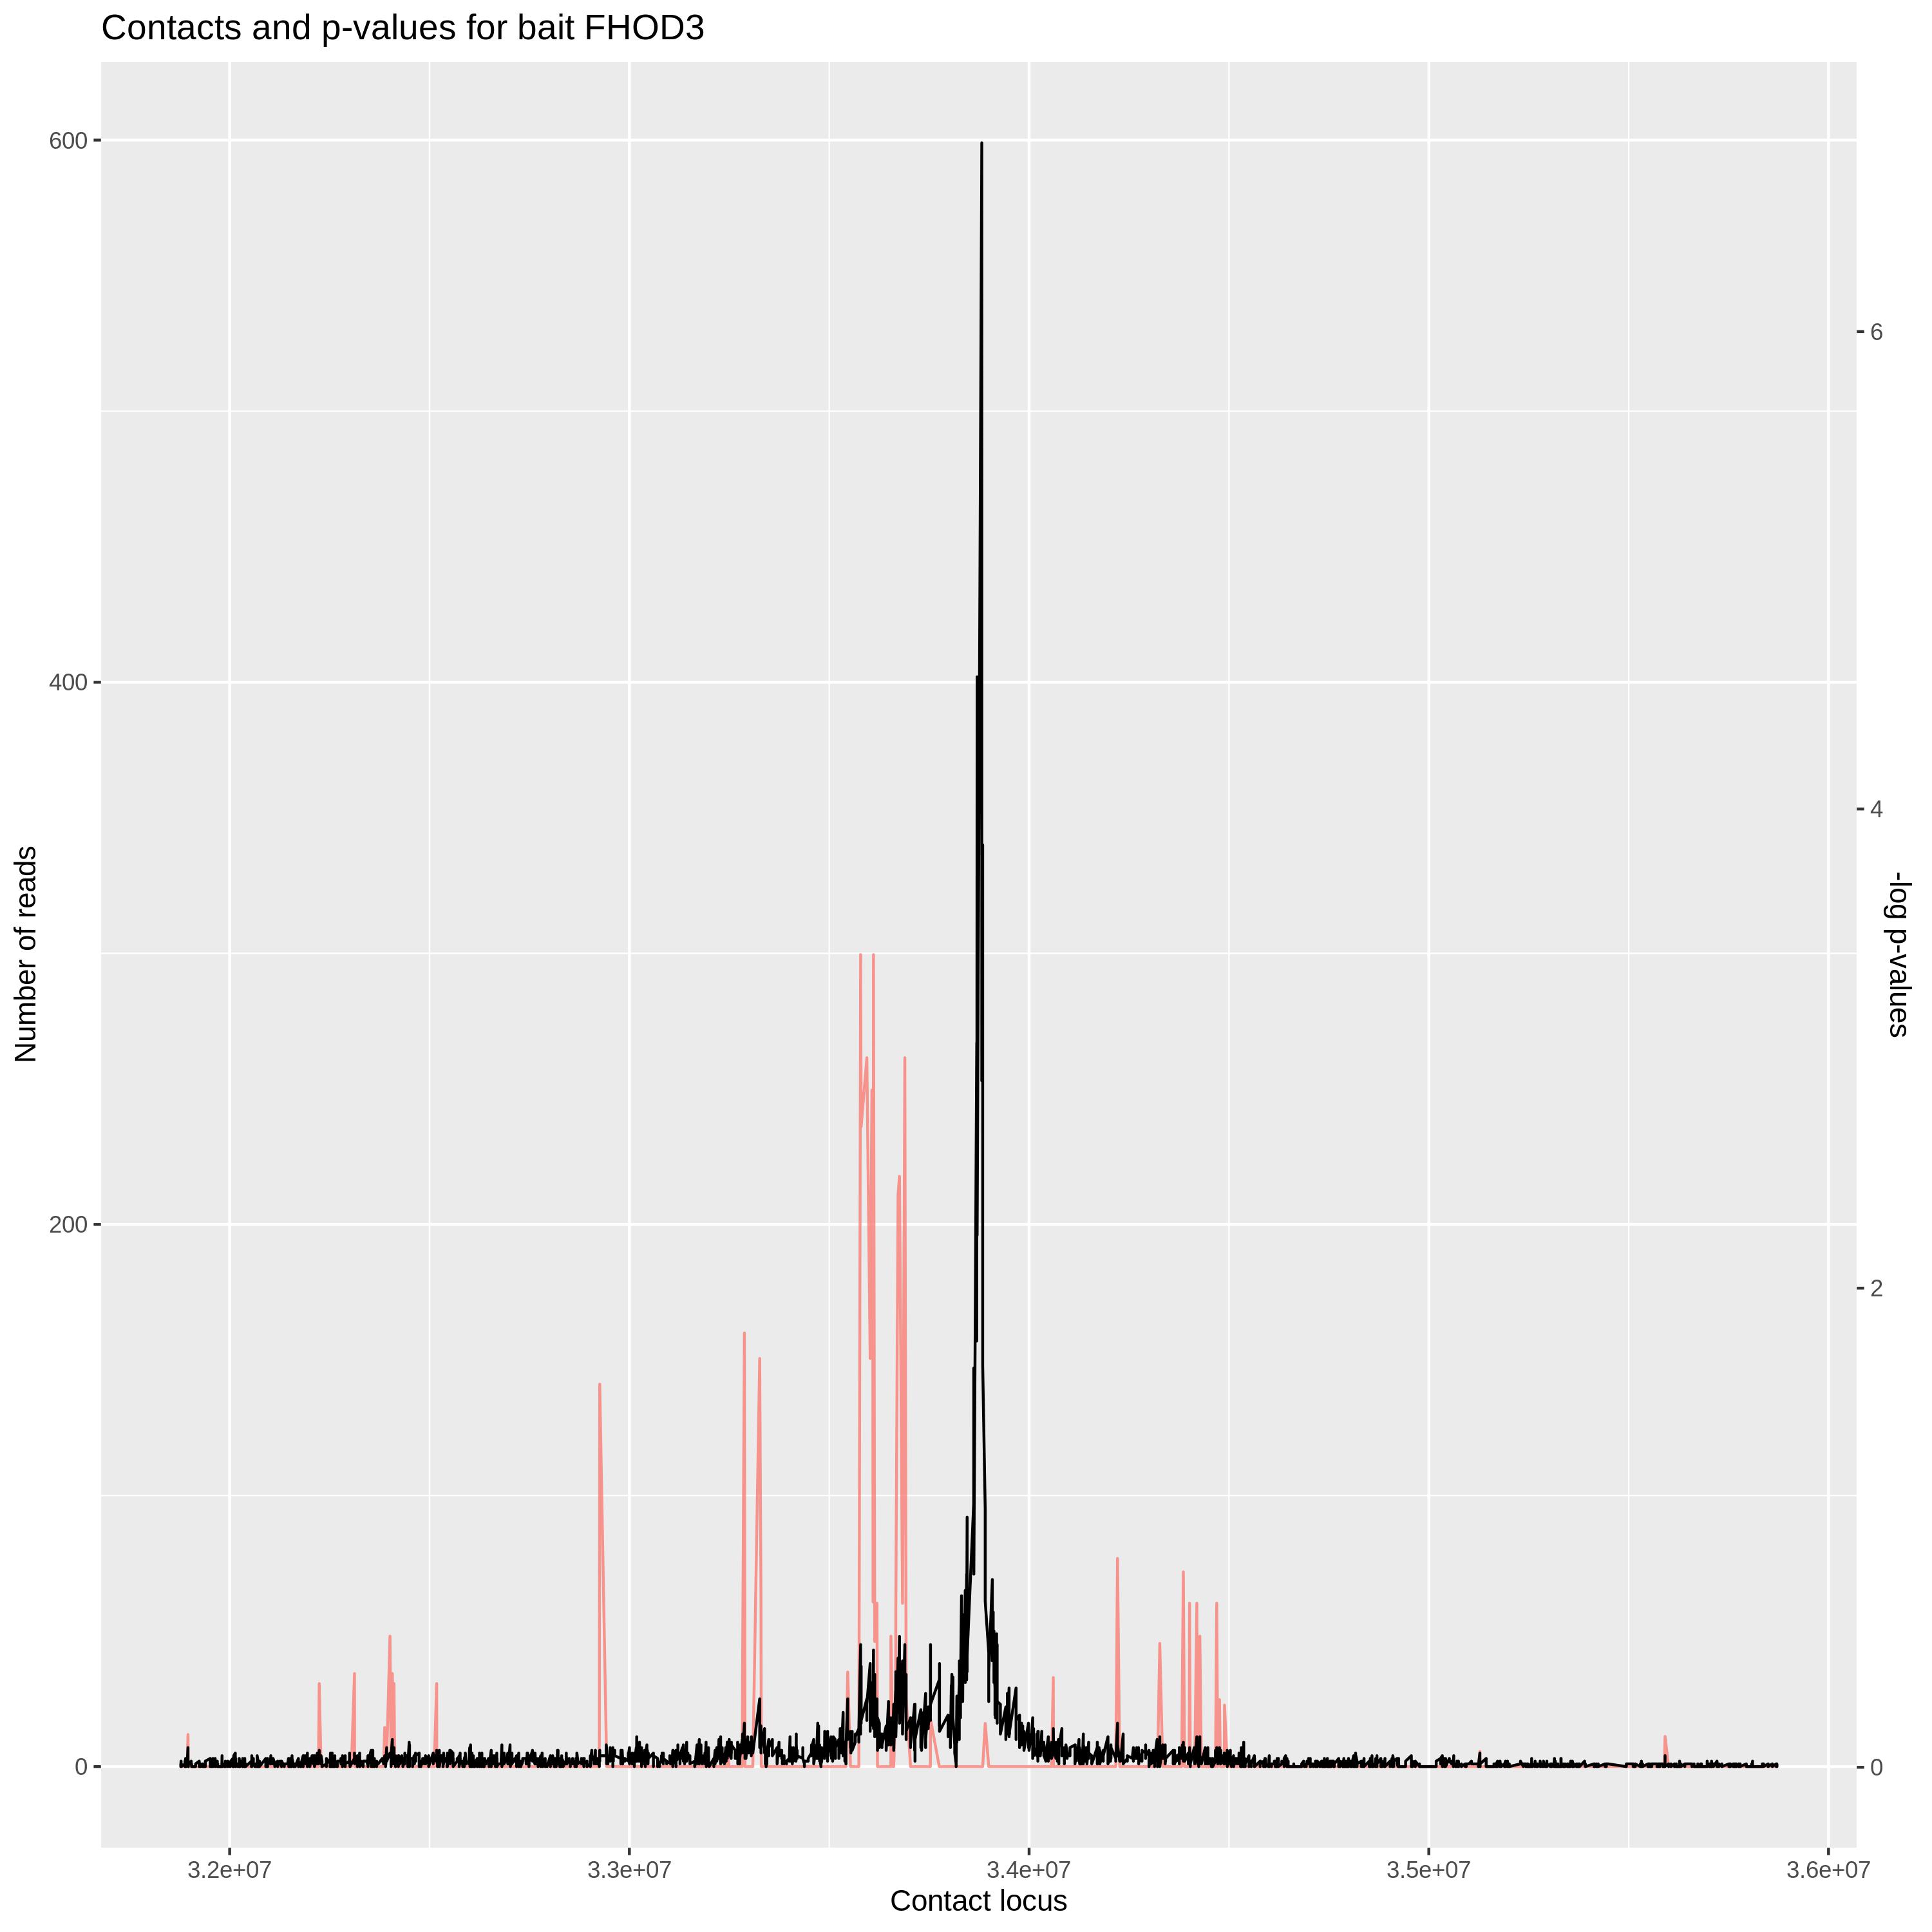 Contacts and p-values for bait FHOD3
600
400
200
0
Number of reads
6
4
2
0
-log p-values
3.2e+07
3.3e+07
3.4e+07
3.5e+07
3.6e+07
Contact locus